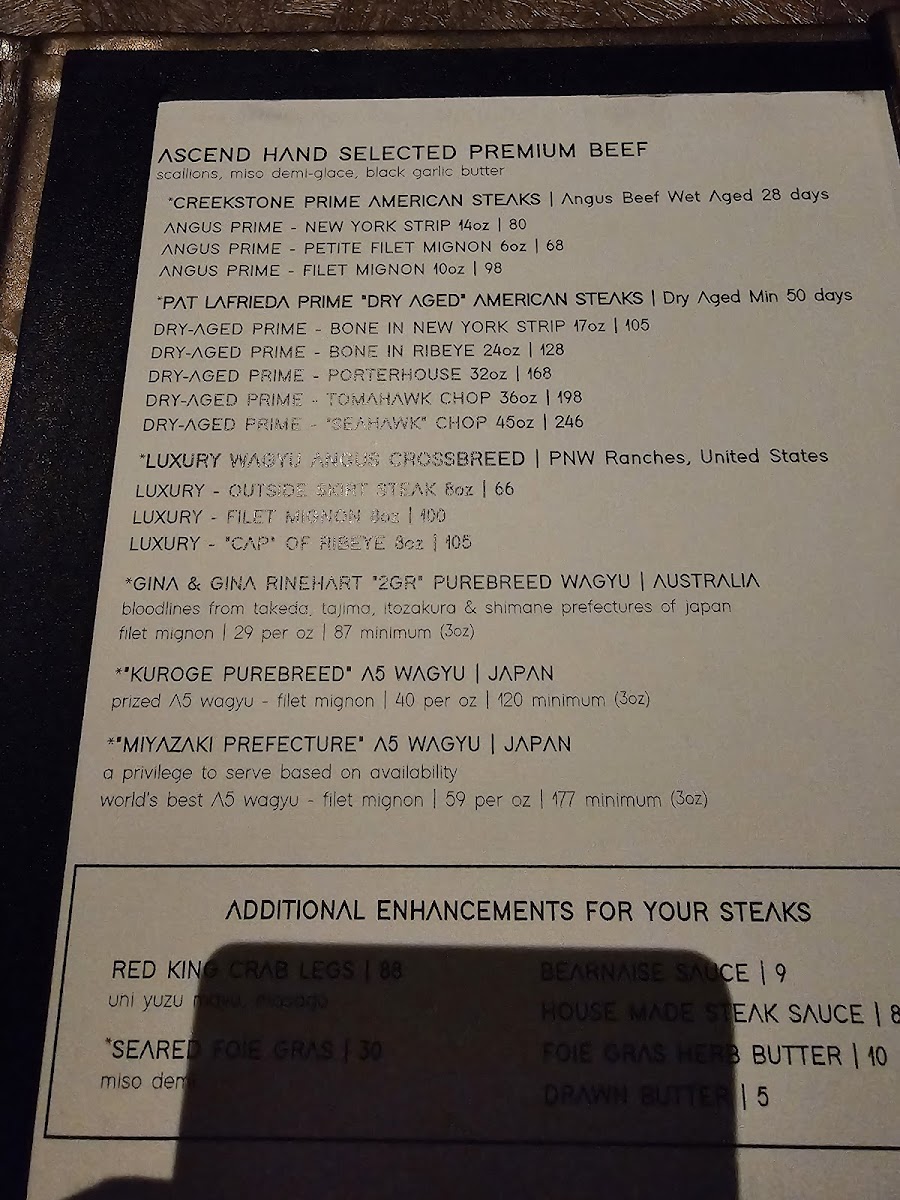 ASCEND HAND SELECTED PREMIUM BEEF
scallions, miso demi-glace, black garlic butter
*CREEKSTONE PRIME AMERICAN STEAKS | Angus Beef Wet Aged 28 days
ANGUS PRIME - NEW YORK STRIP 14oz | 80
ANGUS PRIME - PETITE FILET MIGNON 6oz | 68
ANGUS PRIME - FILET MIGNON 10oz | 98
*PAT LAFRIEDA PRIME "DRY AGED" AMERICAN STEAKS | Dry Aged Min 50 days
DRY-AGED PRIME - BONE IN NEW YORK STRIP 17oz | 105
DRY-AGED PRIME - BONE IN RIBEYE 24oz | 128
DRY-AGED PRIME - PORTERHOUSE 32oz | 168
DRY-AGED PRIME - TOMAHAWK CHOP 36oz | 198
DRY-AGED PRIME - "SEAHAWK" CHOP 45oz | 246
*LUXURY WAGYU ANGUS CROSSBREED | PNW Ranches, United States
LUXURY - OUTSIDE SKIRT STEAK 8oz | 66
LUXURY - FILET MIGNON 8oz | 100
LUXURY - "CAP" OF RIBEYE 8oz | 105
*GINA & GINA RINEHART "2GR" PUREBREED WAGYU | AUSTRALIA
bloodlines from takeda, tajima, itozakura & shimane prefectures of japan
filet mignon | 29 per oz | 87 minimum (3oz)
*"KUROGE PUREBREED" A5 WAGYU | JAPAN
prized A5 wagyu - filet mignon | 40 per oz | 120 minimum (3oz)
*"MIYAZAKI PREFECTURE" A5 WAGYU | JAPAN
a privilege to serve based on availability
world's best A5 wagyu - filet mignon | 59 per oz | 177 minimum (3oz)
ADDITIONAL ENHANCEMENTS FOR YOUR STEAKS
RED KING CRAB LEGS | 88
uni yuzu mayo, masago
*SEARED FOIE GRAS | 30
miso demi
BEARNAISE SAUCE | 9
HOUSE MADE STEAK SAUCE | 8
FOIE GRAS HERB BUTTER | 10
DRAWN BUTTER | 5